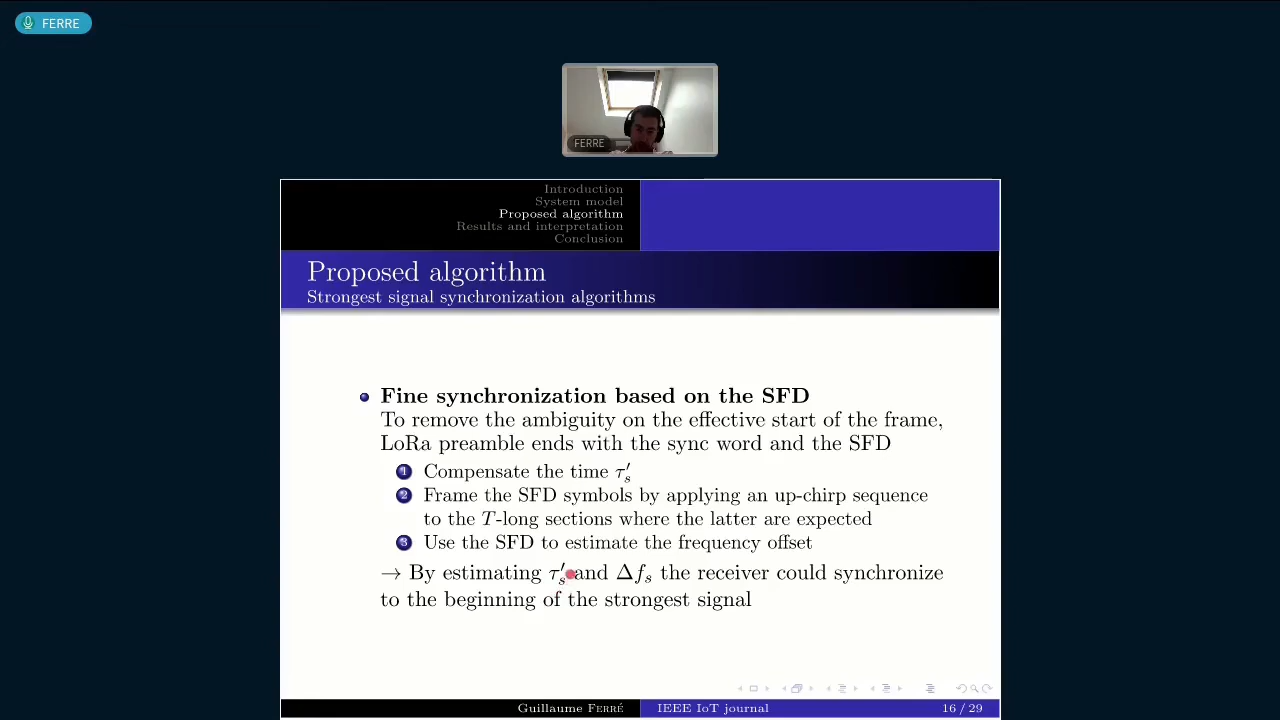 FERRE
FERRE
Introduction
System model
Proposed algorithm
Results and interpretation
Conclusion
Proposed algorithm
Strongest signal synchronization algorithms
Fine synchronization based on the SFD
To remove the ambiguity on the effective start of the frame,
LoRa preamble ends with the sync word and the SFD
1 Compensate the time τ′ₛ
2 Frame the SFD symbols by applying an up-chirp sequence
to the T-long sections where the latter are expected
3 Use the SFD to estimate the frequency offset
→ By estimating τ′ₛ and Δfₛ the receiver could synchronize
to the beginning of the strongest signal
Guillaume FERRÉ IEEE IoT journal 16 / 29